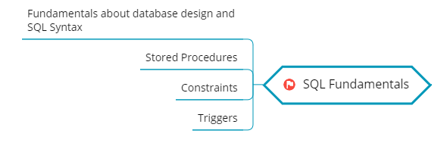 Fundamentals about database design and
SQL Syntax
Stored Procedures
Constraints
Triggers
SQL Fundamentals